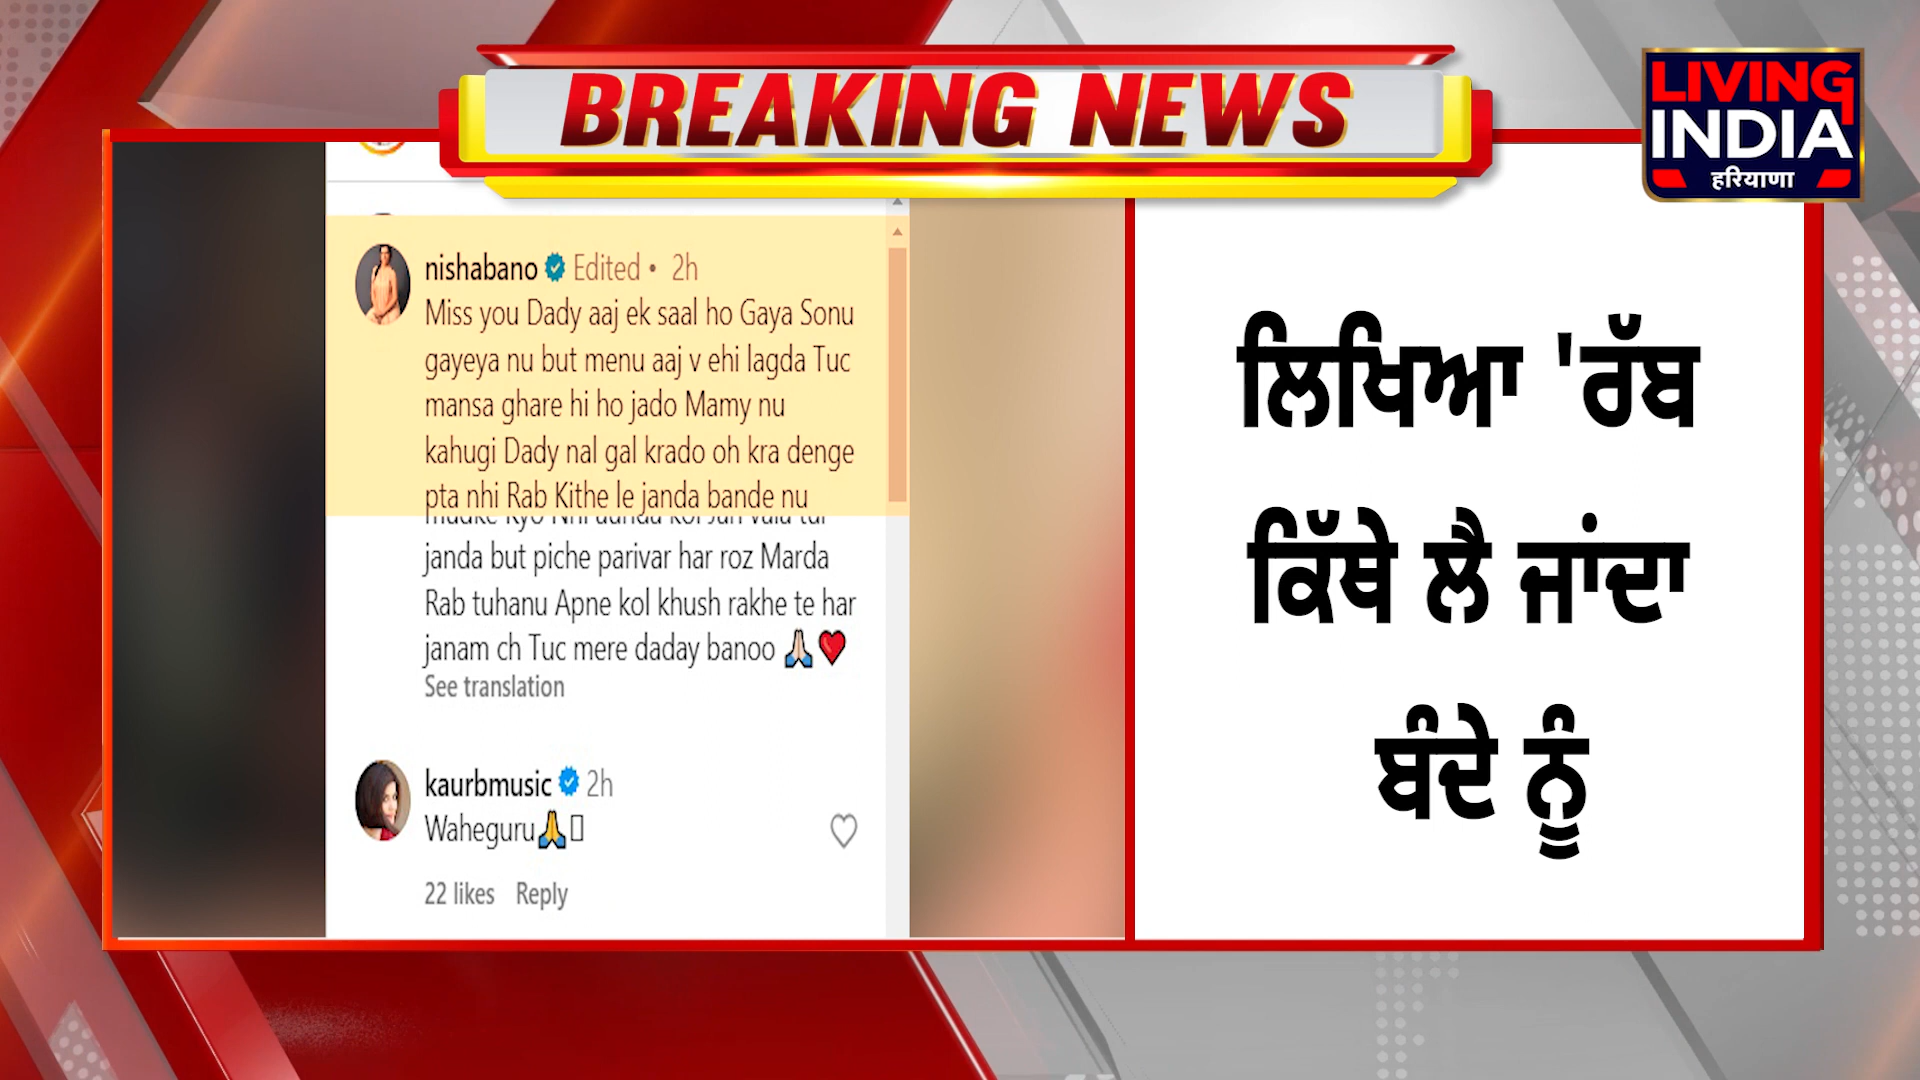 BREAKING NEWS
LIVING
INDIA
हरियाणा
nishabano Edited • 2h
Miss you Dady aaj ek saal ho Gaya Sonu
gayeya nu but menu aaj v ehi lagda Tuc
mansa ghare hi ho jado Mamy nu
kahugi Dady nal gal krado oh kra denge
pta nhi Rab Kithe le janda bande nu
janda but piche parivar har roz Marda
Rab tuhanu Apne kol khush rakhe te har
janam ch Tuc mere daday banoo 🙏❤️
See translation
kaurbmusic 2h
Waheguru🙏
22 likes Reply
ਲਿਖਿਆ 'ਰੱਬ
ਕਿੱਥੇ ਲੈ ਜਾਂਦਾ
ਬੰਦੇ ਨੂੰ